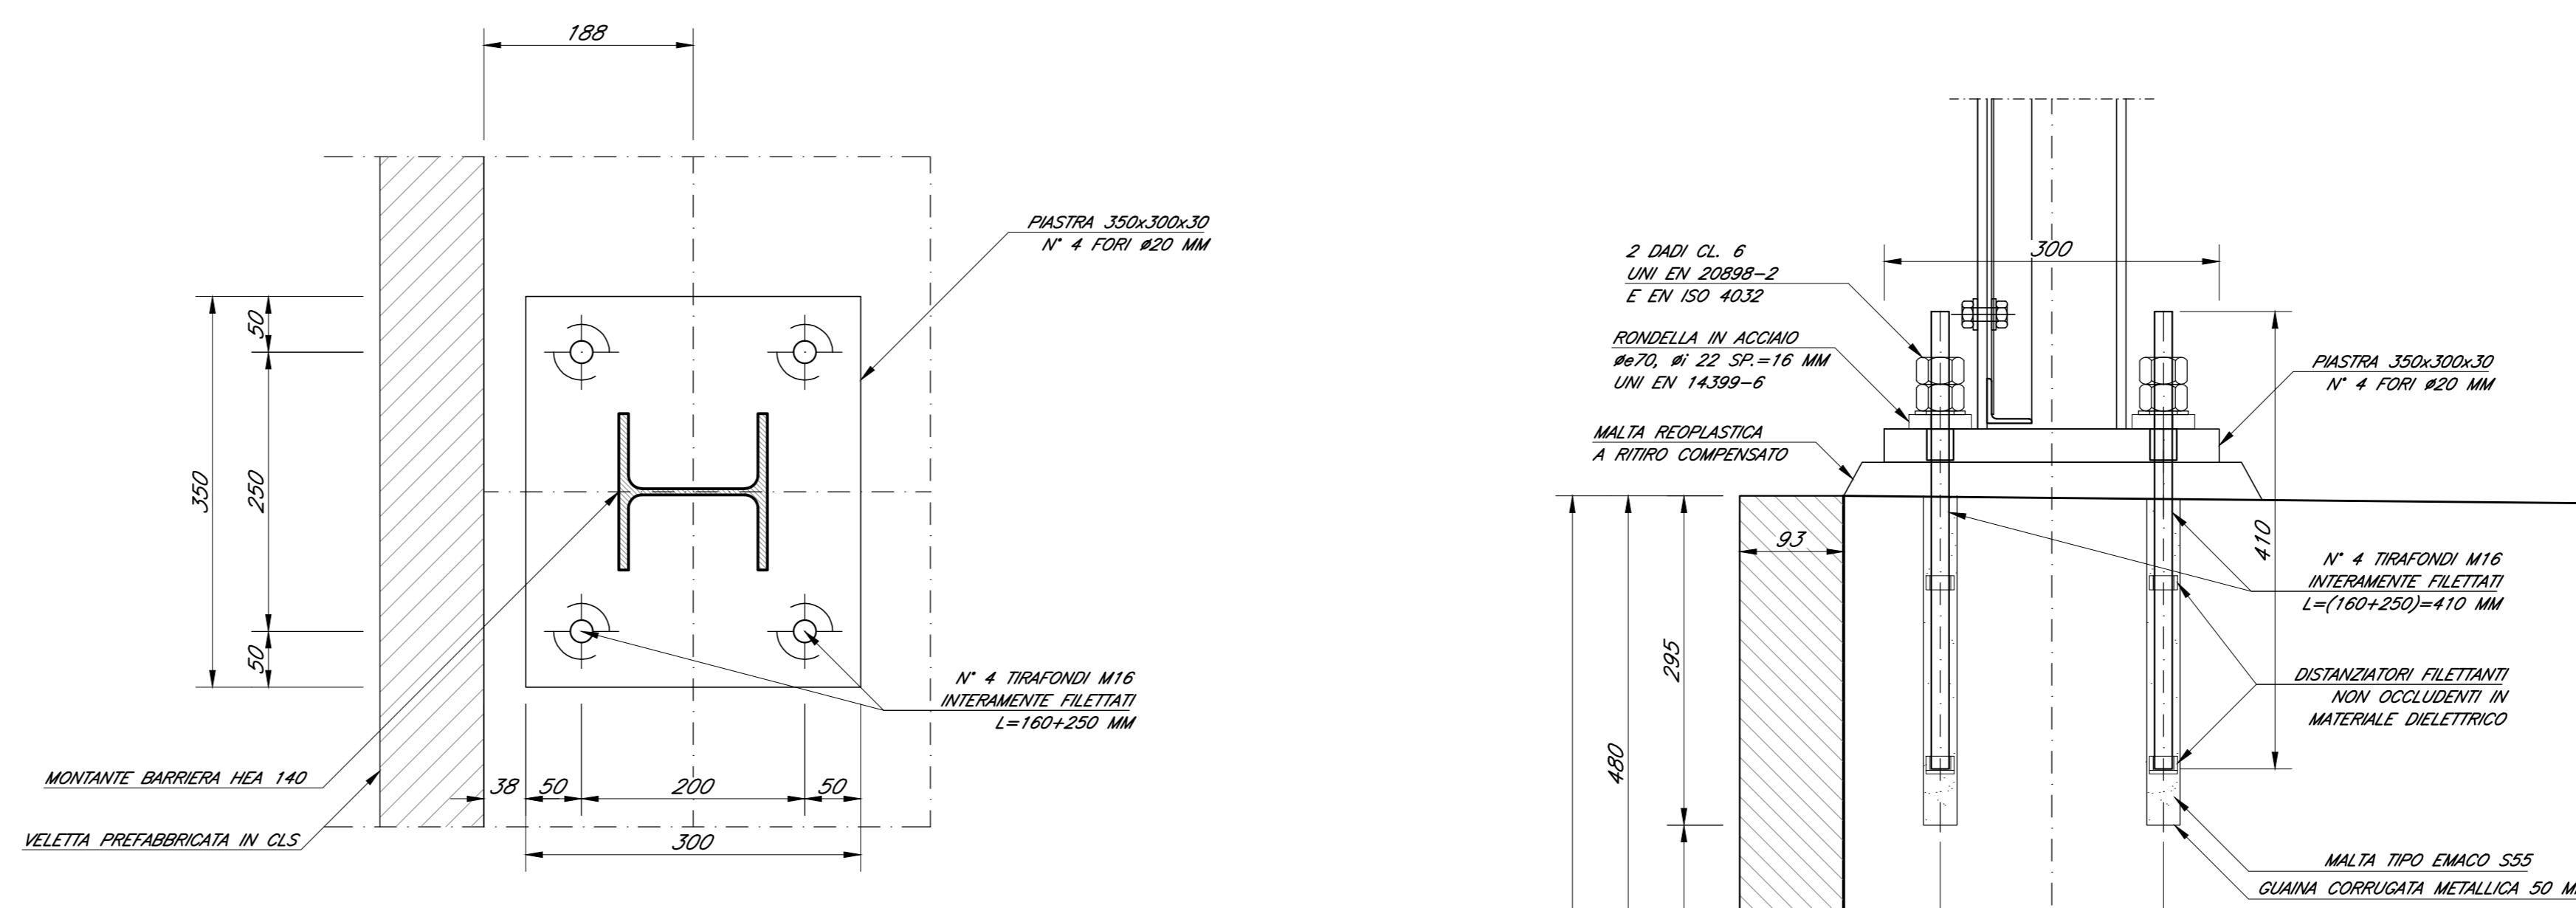 188
PIASTRA 350x300x30
N° 4 FORI ø20 MM
50
250
350
50
N° 4 TIRAFONDI M16
INTERAMENTE FILETTATI
L=160+250 MM
MONTANTE BARRIERA HEA 140
38
50
200
50
VELETTA PREFABBRICATA IN CLS
300
2 DADI CL. 6
UNI EN 20898-2
E EN ISO 4032
300
RONDELLA IN ACCIAIO
øe70, øi 22 SP.=16 MM
UNI EN 14399-6
PIASTRA 350x300x30
N° 4 FORI ø20 MM
MALTA REOPLASTICA
A RITIRO COMPENSATO
93
410
N° 4 TIRAFONDI M16
INTERAMENTE FILETTATI
L=(160+250)=410 MM
295
480
DISTANZIATORI FILETTANTI
NON OCCLUDENTI IN
MATERIALE DIELETTRICO
MALTA TIPO EMACO S55
GUAINA CORRUGATA METALLICA 50